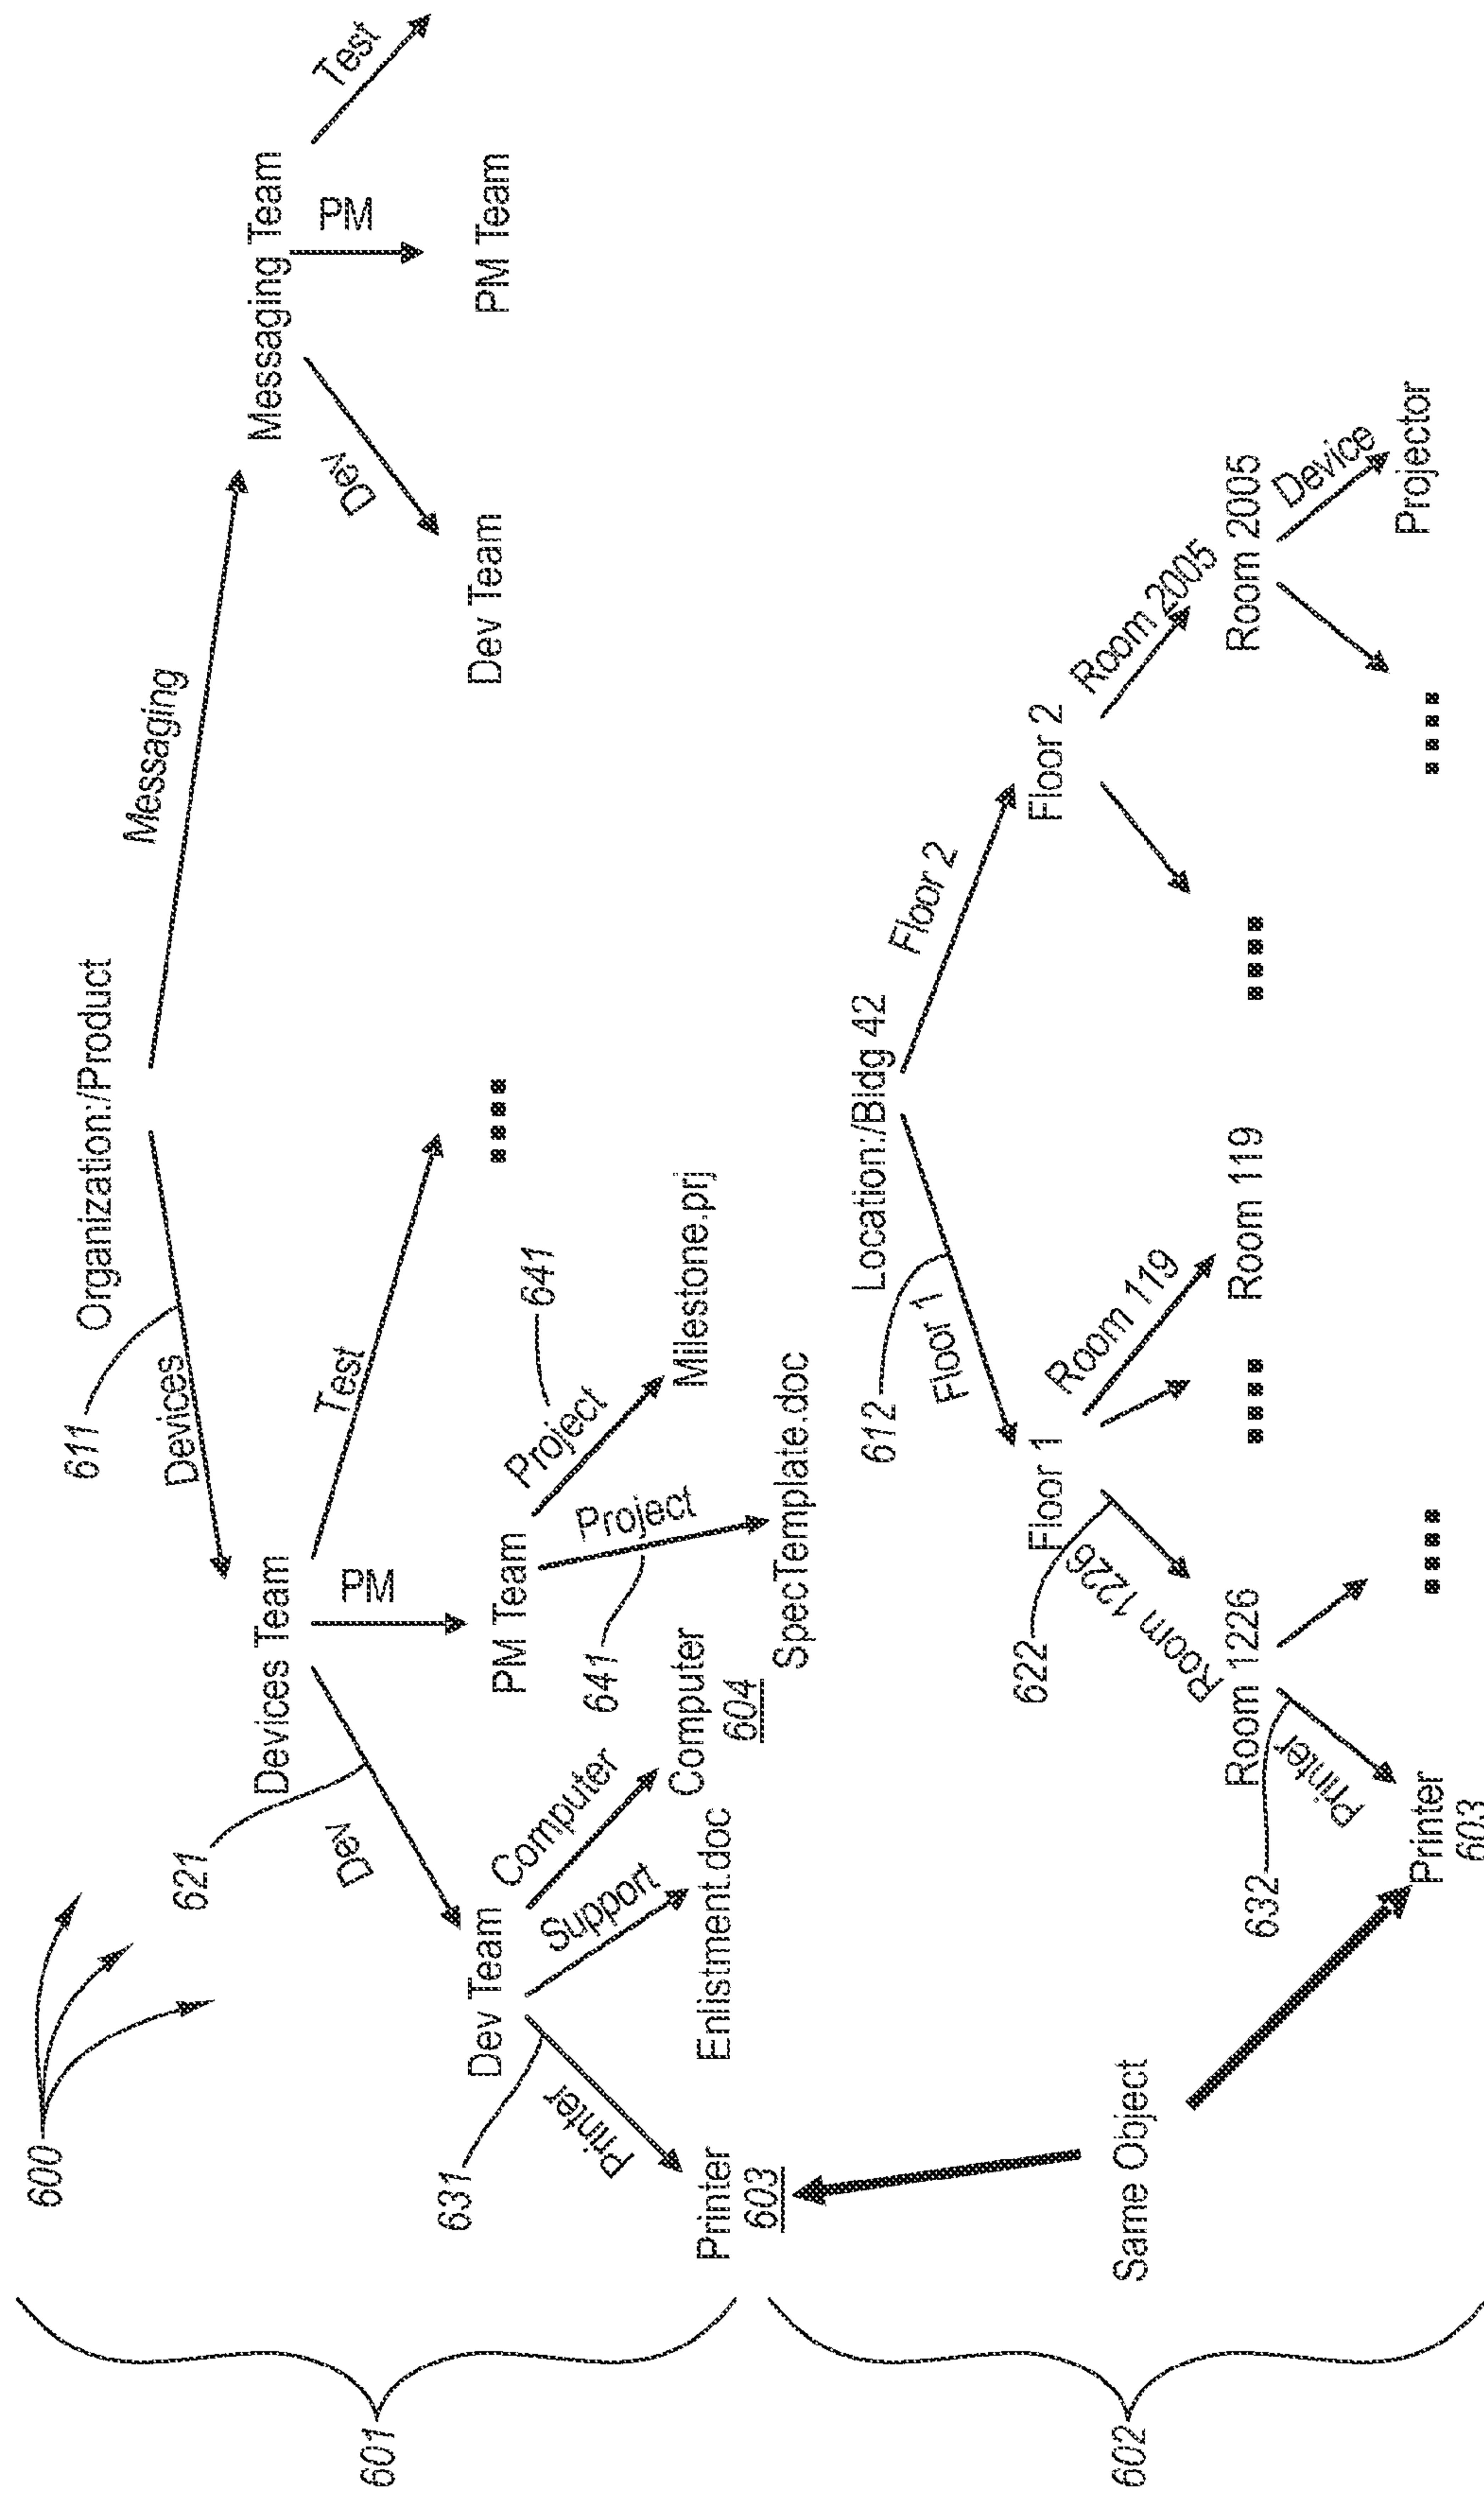 600
Organization:/Product
611
Devices
Messaging
Devices Team
Messaging Team
621
Dev
PM
Test
Dev
PM
Test
Dev Team
PM Team
Dev Team
PM Team
631
Printer
Support
Computer
Project
Project
641
641
Printer
603
Enlistment.doc
Computer
604
SpecTemplate.doc
Milestone.prj
601
Location:/Bldg 42
612
Floor 1
Floor 2
Floor 1
Floor 2
622
Room 1226
Room 119
Room 2005
Same Object
Room 1226
Room 119
Room 2005
632
Printer
Device
Printer
603
Projector
602